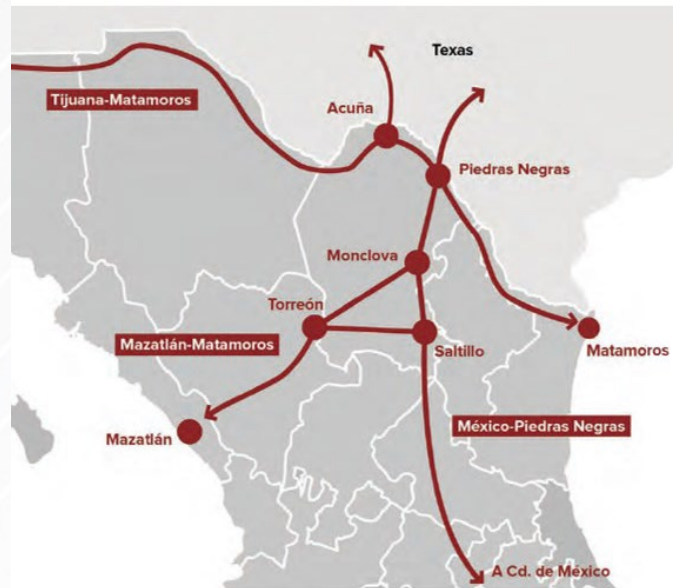 Texas
Tijuana-Matamoros
Acuña
Piedras Negras
Monclova
Torreón
Mazatlán-Matamoros
Saltillo
Matamoros
Mazatlán
México-Piedras Negras
A Cd. de México